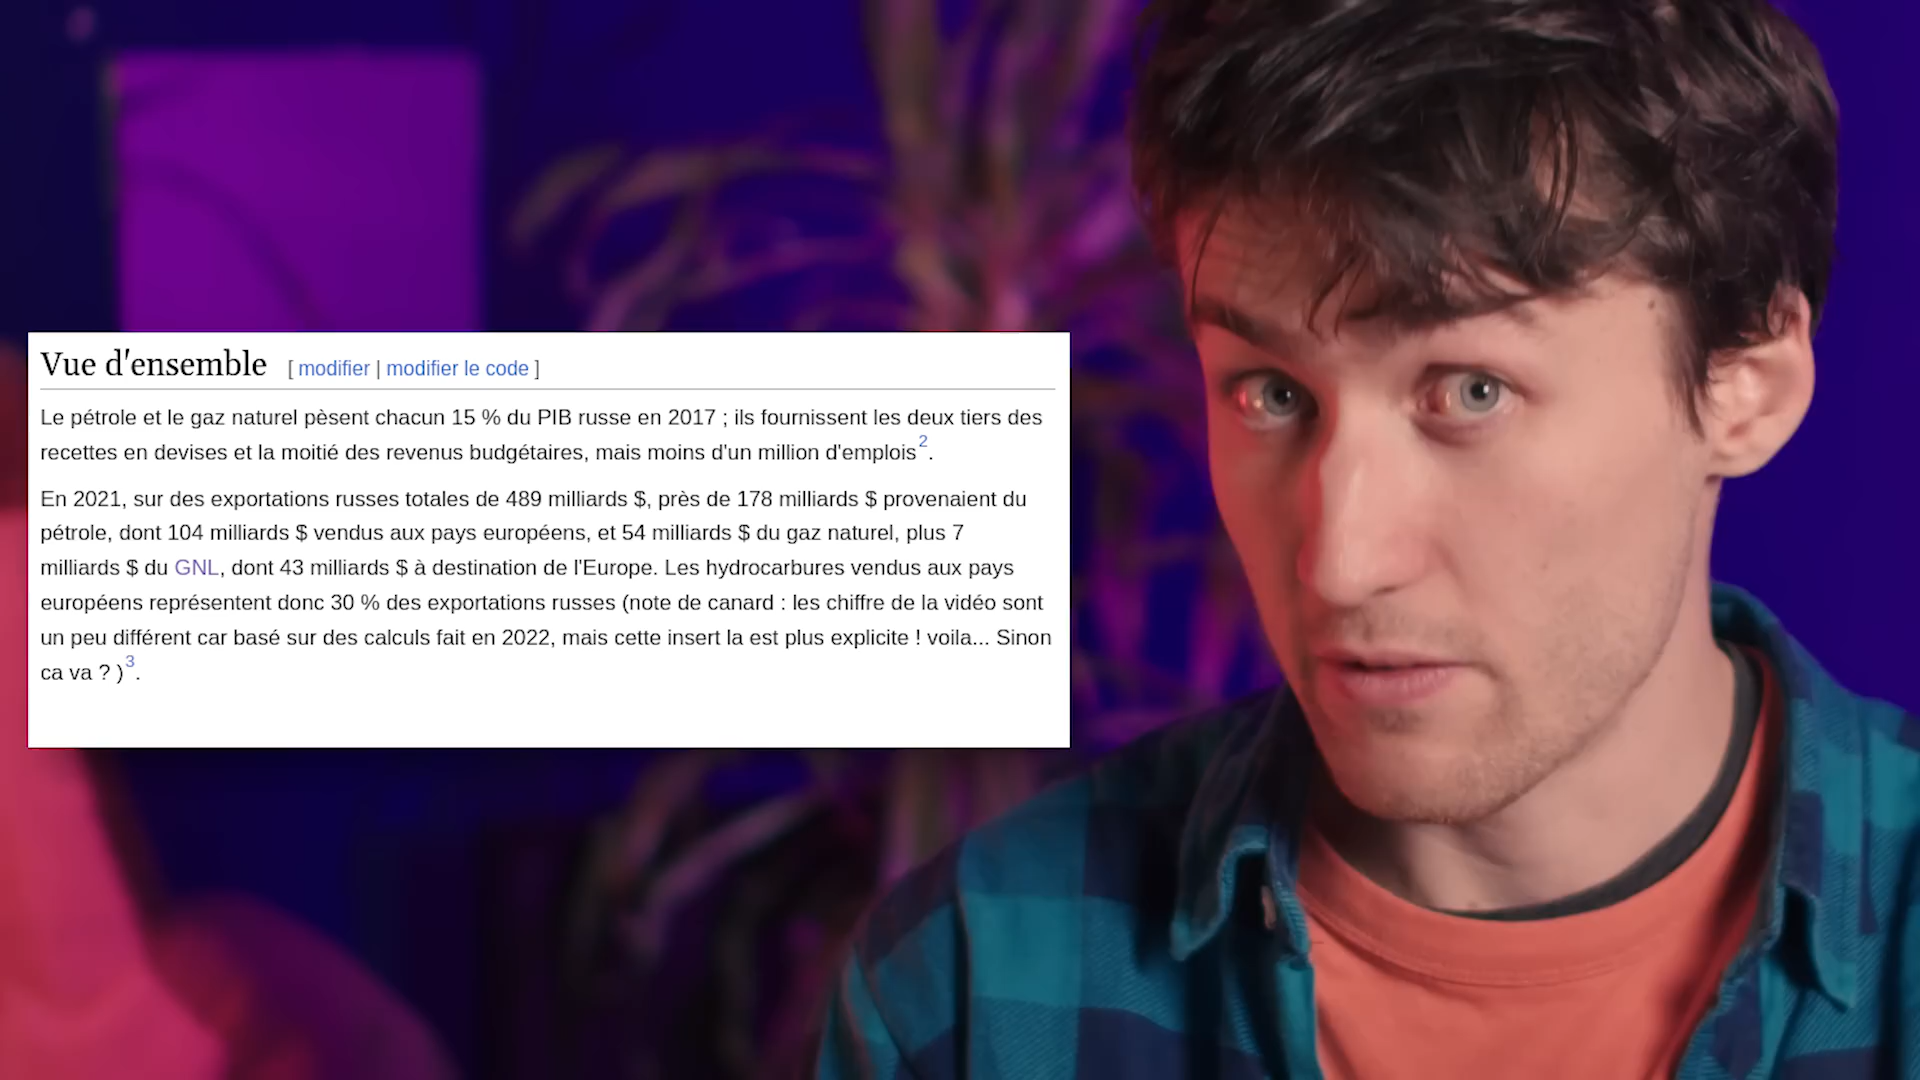 Vue d'ensemble [ modifier | modifier le code ]
Le pétrole et le gaz naturel pèsent chacun 15 % du PIB russe en 2017 ; ils fournissent les deux tiers des
recettes en devises et la moitié des revenus budgétaires, mais moins d'un million d'emplois2.
En 2021, sur des exportations russes totales de 489 milliards $, près de 178 milliards $ provenaient du
pétrole, dont 104 milliards $ vendus aux pays européens, et 54 milliards $ du gaz naturel, plus 7
milliards $ du GNL, dont 43 milliards $ à destination de l'Europe. Les hydrocarbures vendus aux pays
européens représentent donc 30 % des exportations russes (note de canard : les chiffre de la vidéo sont
un peu différent car basé sur des calculs fait en 2022, mais cette insert la est plus explicite ! voila... Sinon
ca va ? )3.